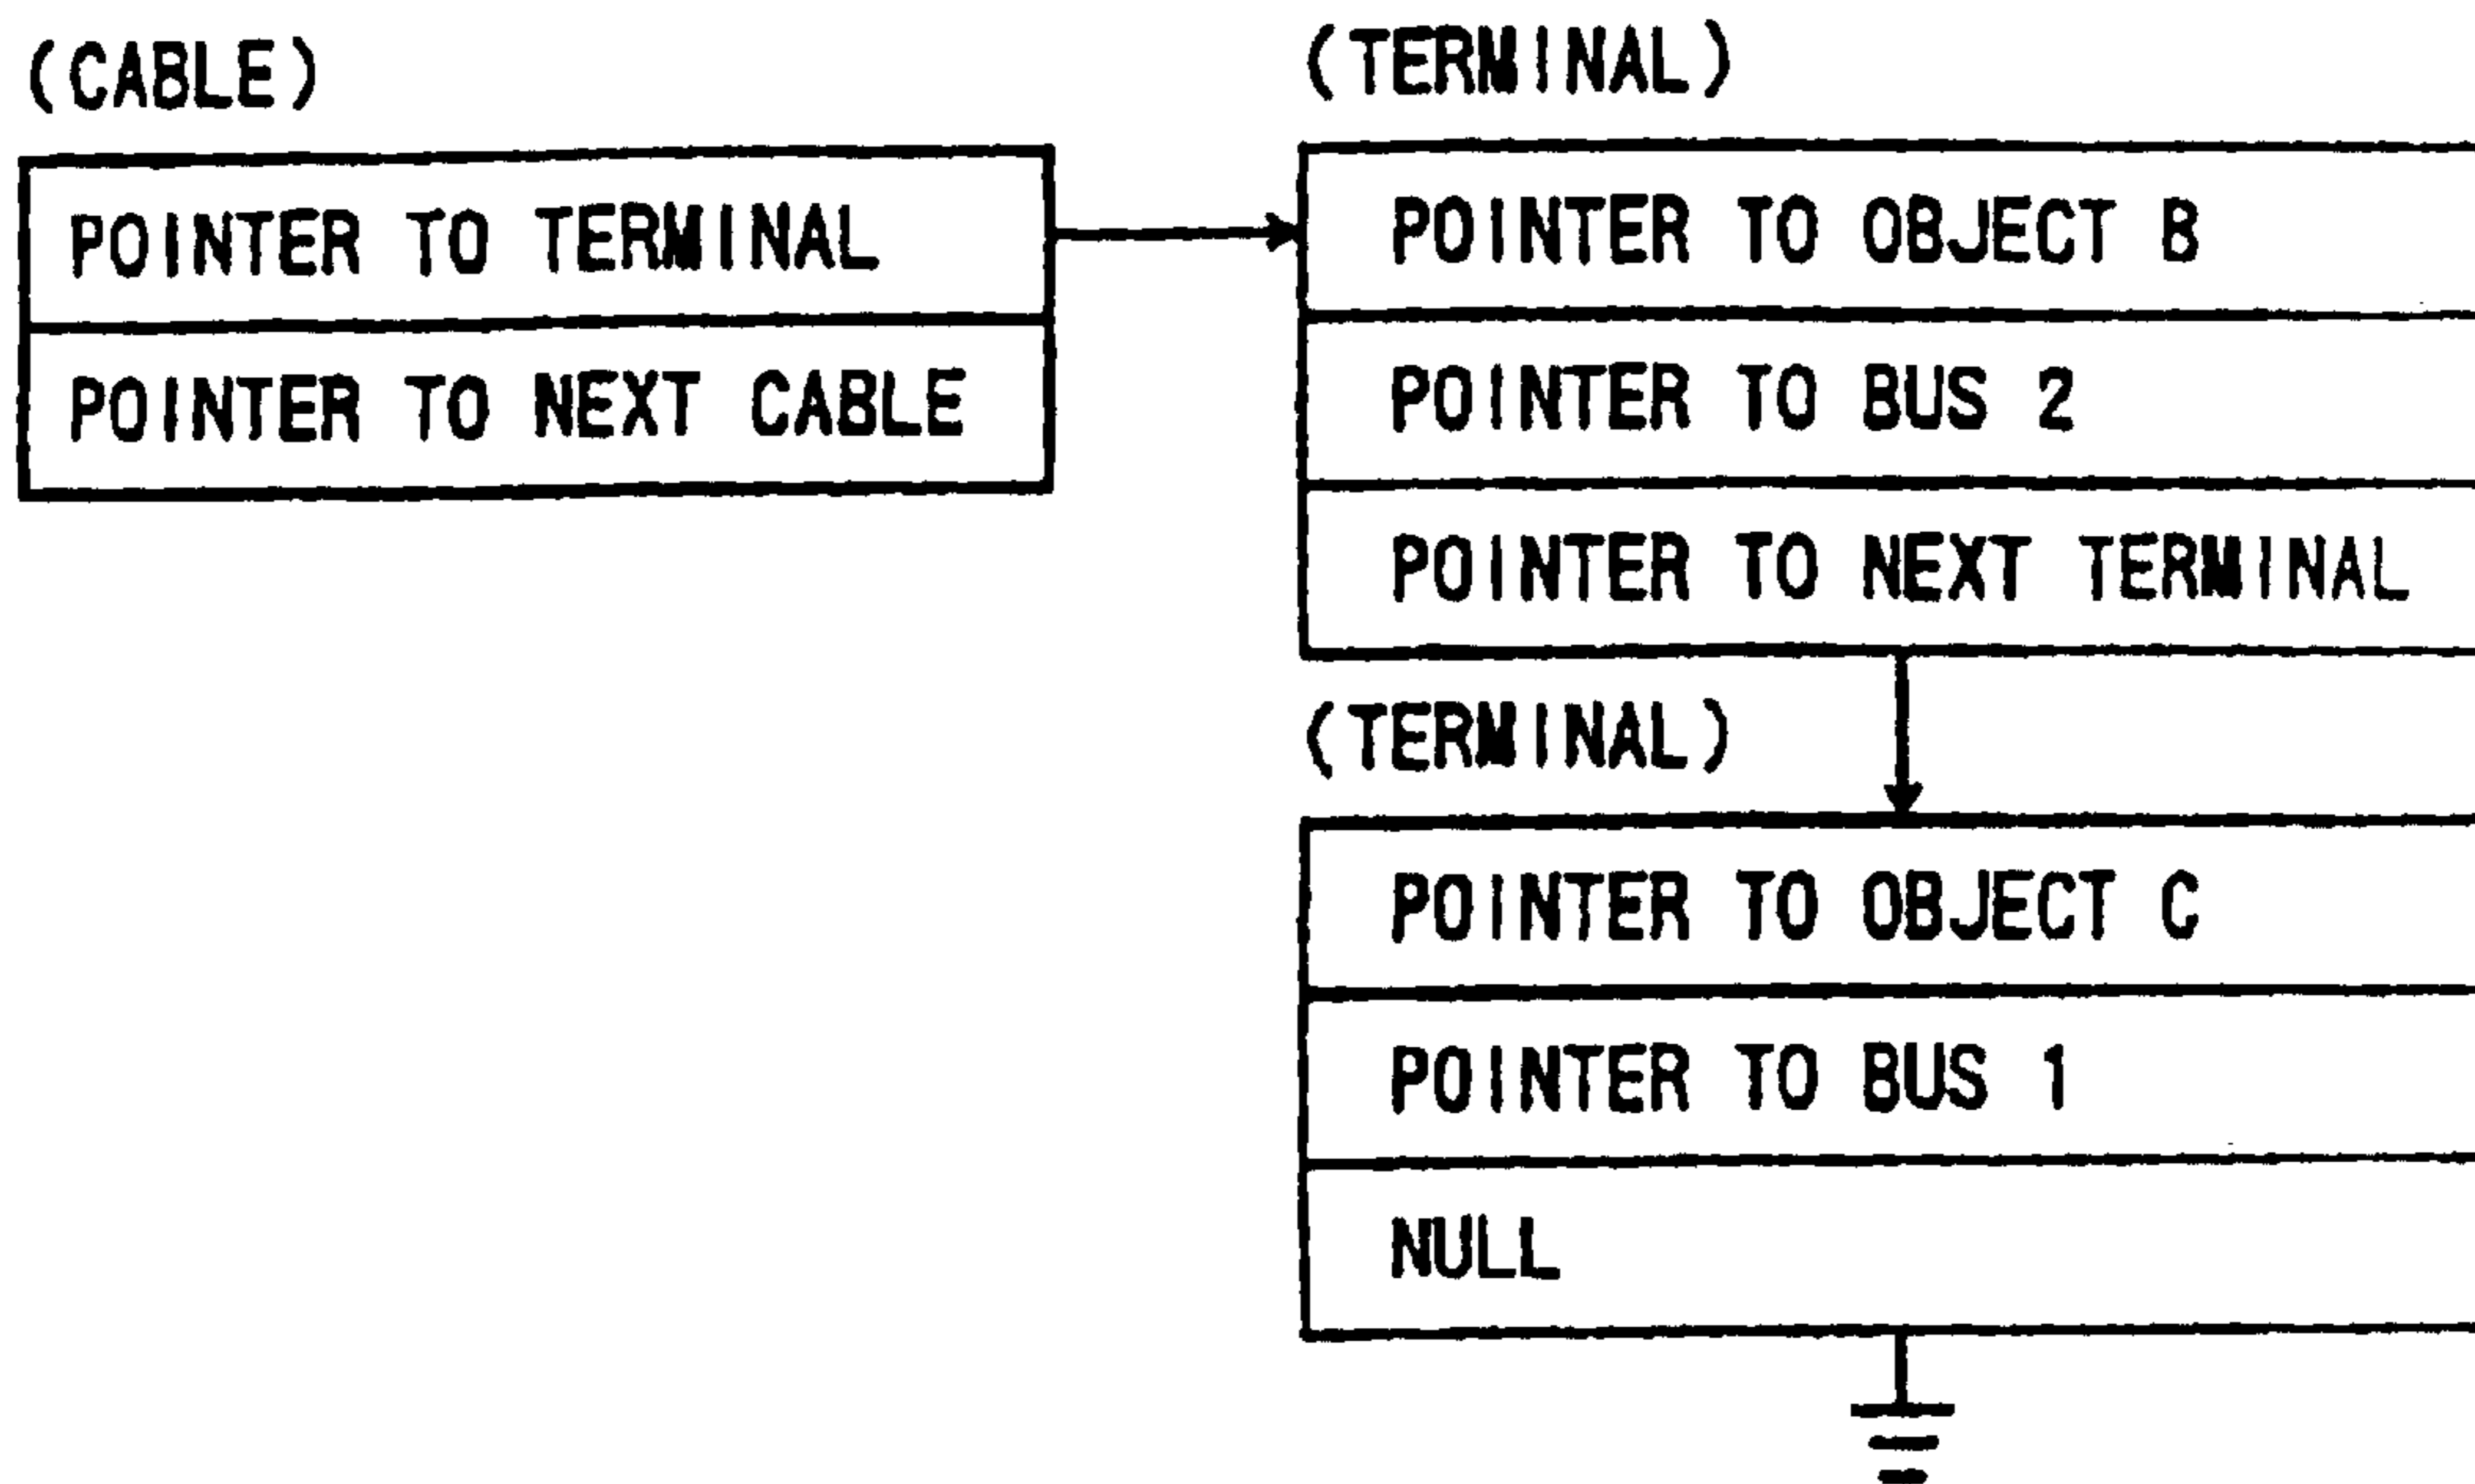 (CABLE)
POINTER TO TERMINAL
POINTER TO NEXT CABLE
(TERMINAL)
POINTER TO OBJECT B
POINTER TO BUS 2
POINTER TO NEXT TERMINAL
(TERMINAL)
POINTER TO OBJECT C
POINTER TO BUS 1
NULL